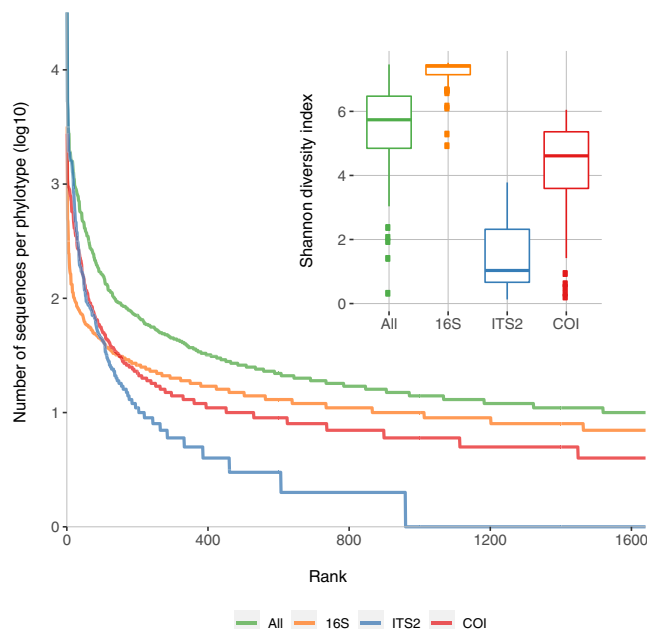 Number of sequences per phylotype (log10)
4
3
2
1
0
Shannon diversity index
6
4
2
0
All 16S ITS2 COI
0 400 800 1200 1600
Rank
All 16S ITS2 COI